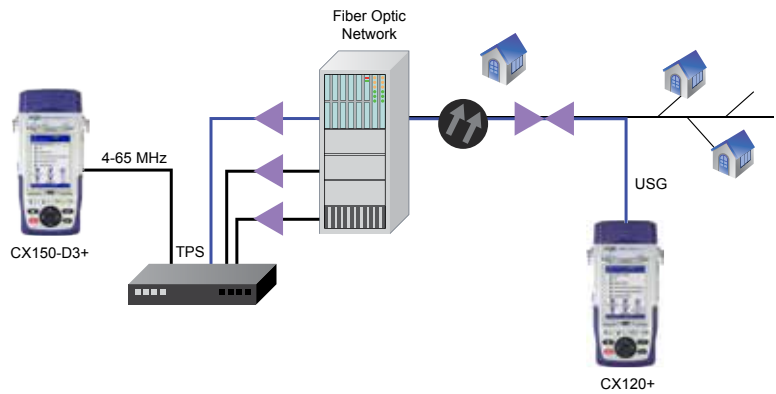 Fiber Optic
Network
4-65 MHz
CX150-D3+
TPS
USG
CX120+